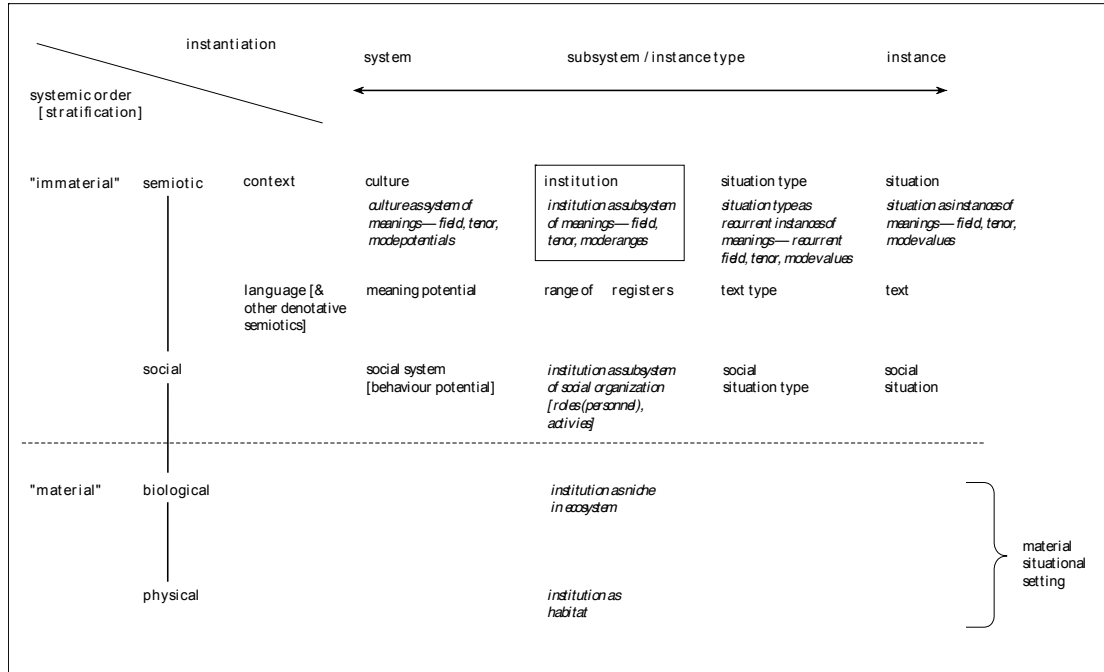 instantiation
system subsystem / instance type instance
systemic order
[stratification]
"immaterial" semiotic context culture institution situation type situation
culture as system of institution as subsystem situation type as situation as instances of
meanings— field, tenor, of meanings— field, recurrent instances of meanings— field, tenor,
mode potentials tenor, mode ranges meanings— recurrent mode values
field, tenor, mode values
language [& meaning potential range of registers text type text
other denotative
semiotics]
social social system institution as subsystem social social
[behaviour potential] of social organization situation type situation
[roles (personnel),
activies]
"material" biological institution as niche
in ecosystem
material
situational
setting
physical institution as
habitat